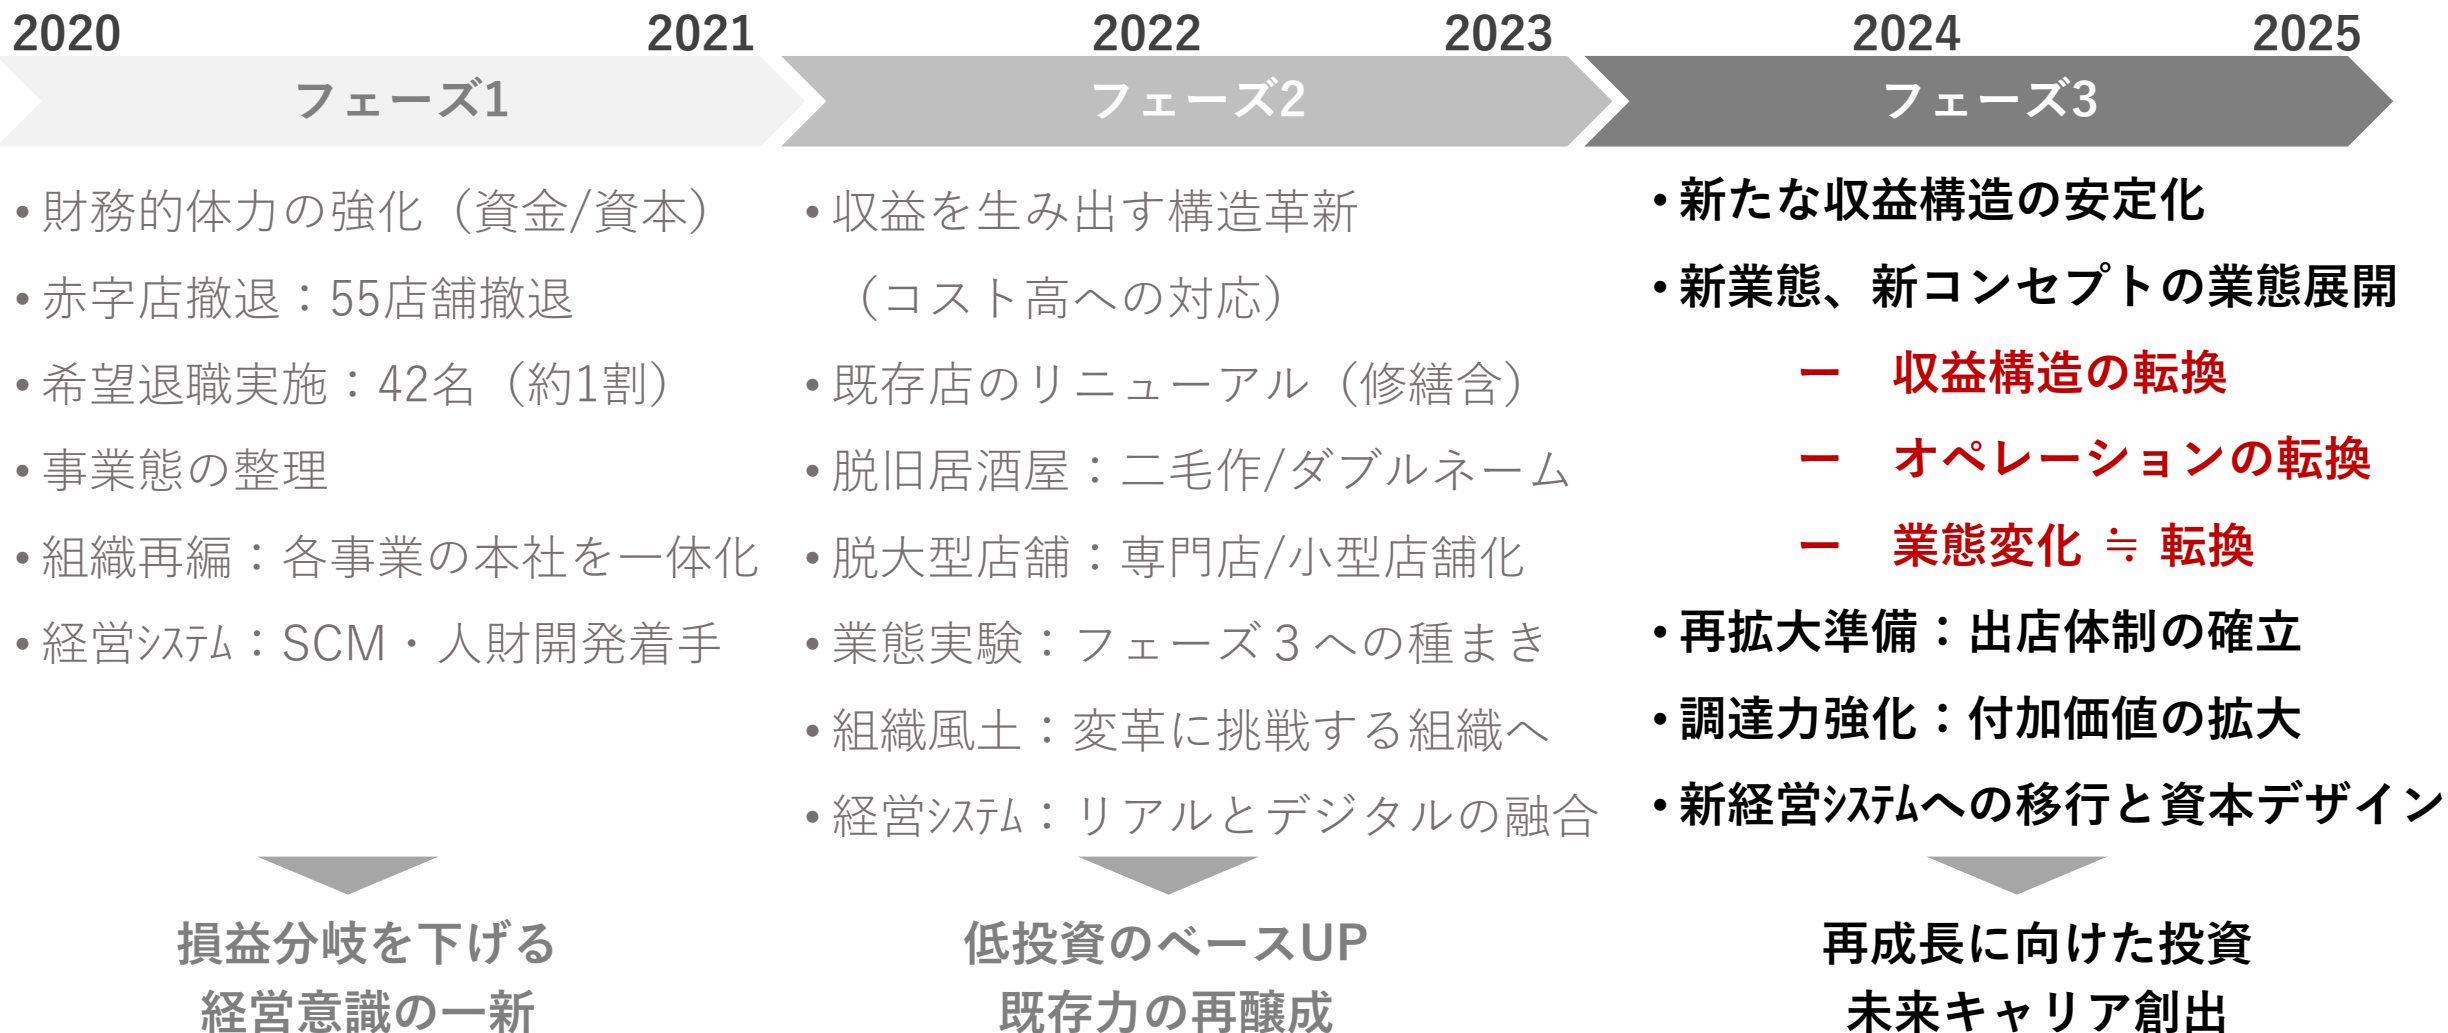 2020 2021 2022 2023 2024 2025
フェーズ1
フェーズ2
フェーズ3
• 財務的体力の強化（資金/資本）
• 赤字店撤退：55店舗撤退
• 希望退職実施：42名（約1割）
• 事業態の整理
• 組織再編：各事業の本社を一体化
• 経営ｼｽﾃﾑ：SCM・人財開発着手
損益分岐を下げる
経営意識の一新
• 収益を生み出す構造革新
（コスト高への対応）
• 既存店のリニューアル（修繕含）
• 脱旧居酒屋：二毛作/ダブルネーム
• 脱大型店舗：専門店/小型店舗化
• 業態実験：フェーズ３への種まき
• 組織風土：変革に挑戦する組織へ
• 経営ｼｽﾃﾑ：リアルとデジタルの融合
低投資のベースUP
既存力の再醸成
• 新たな収益構造の安定化
• 新業態、新コンセプトの業態展開
ー　収益構造の転換
ー　オペレーションの転換
ー　業態変化 ≒ 転換
• 再拡大準備：出店体制の確立
• 調達力強化：付加価値の拡大
• 新経営ｼｽﾃﾑへの移行と資本デザイン
再成長に向けた投資
未来キャリア創出